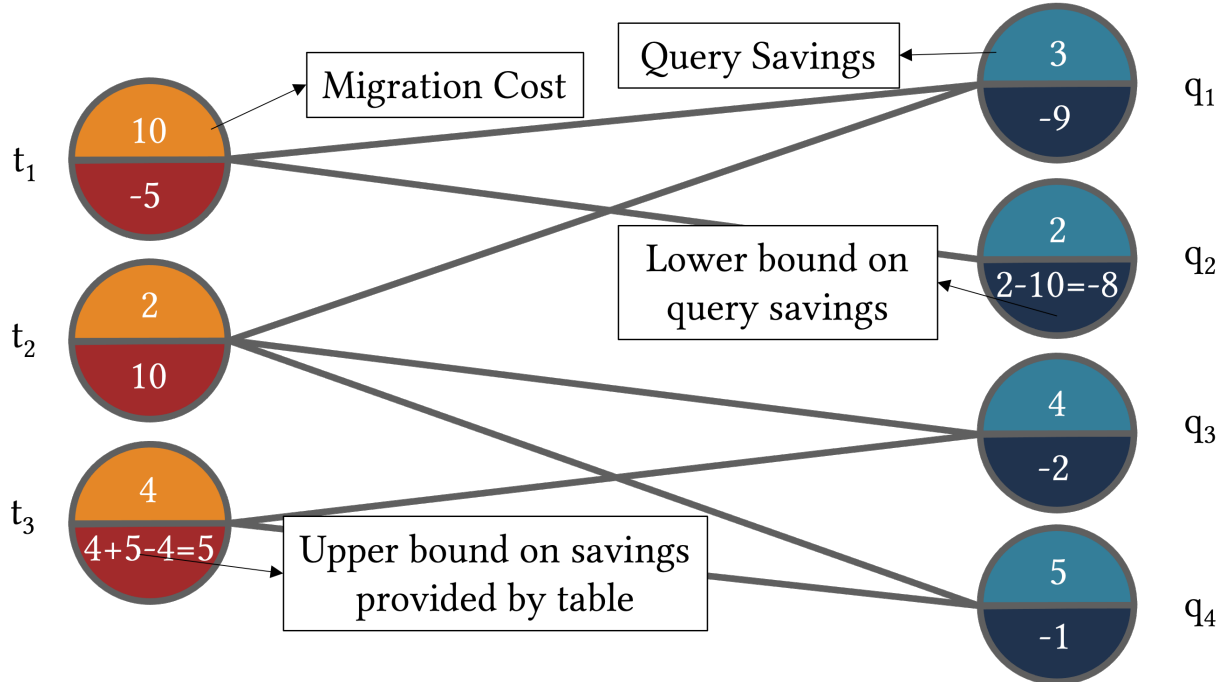 t1
10
-5
Migration Cost
Query Savings
3
-9
q1
2
2-10=-8
q2
Lower bound on
query savings
t2
2
10
4
-2
q3
t3
4
4+5-4=5
Upper bound on savings
provided by table
5
-1
q4